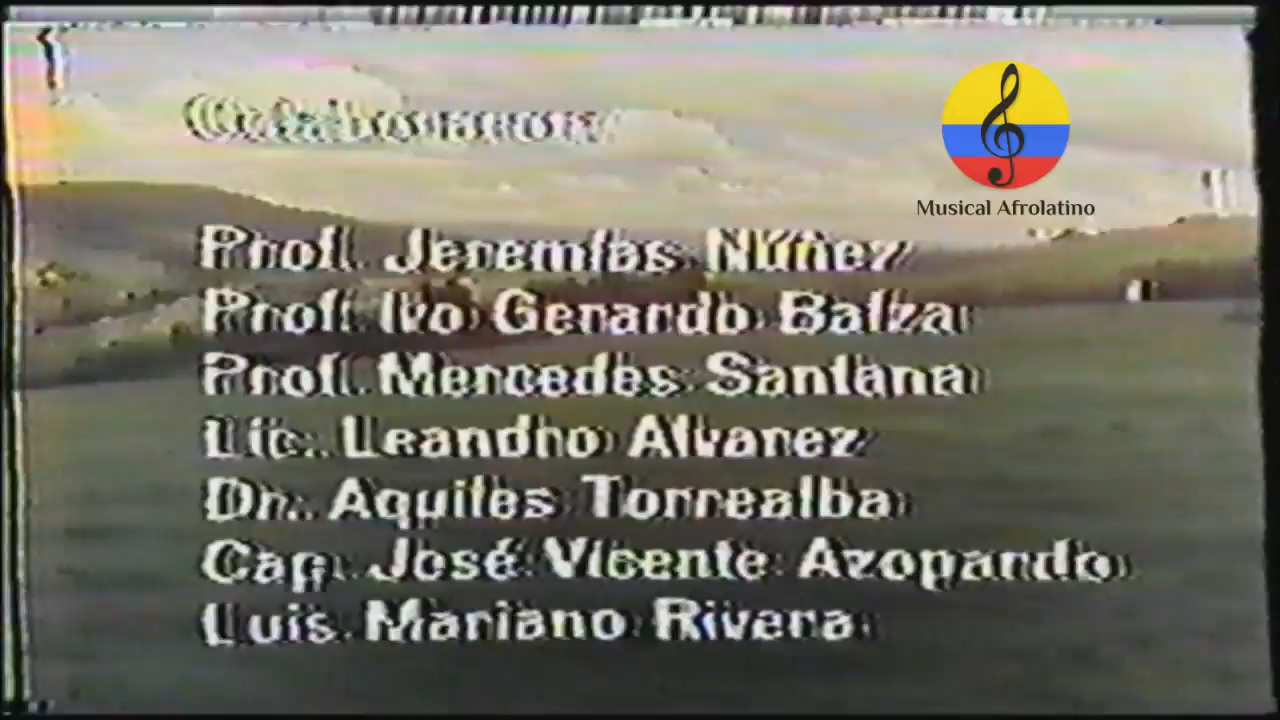 Colaboraron
Musical Afrolatino
Prof. Jeremías Núñez
Prof. Ivo Gerardo Balza
Prof. Mercedes Santana
Lic. Leandro Alvarez
Dr. Aquiles Torrealba
Cap. José Vicente Azopardo
Luis Mariano Rivera